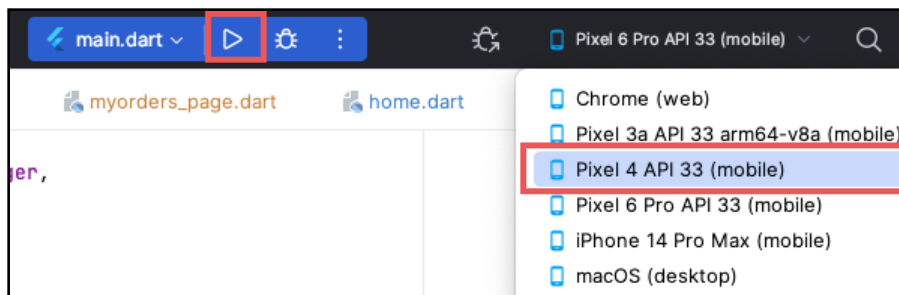 main.dart
Pixel 6 Pro API 33 (mobile)
myorders_page.dart
home.dart
ger,
Chrome (web)
Pixel 3a API 33 arm64-v8a (mobile)
Pixel 4 API 33 (mobile)
Pixel 6 Pro API 33 (mobile)
iPhone 14 Pro Max (mobile)
macOS (desktop)